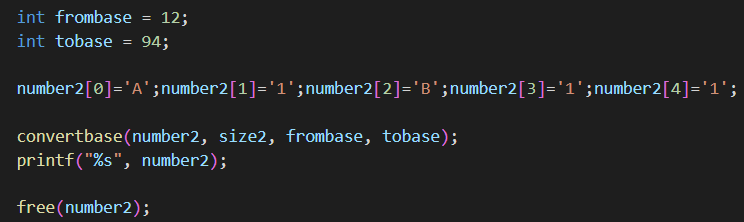 int frombase = 12;
int tobase = 94;
number2[0]='A';number2[1]='1';number2[2]='B';number2[3]='1';number2[4]='1';
convertbase(number2, size2, frombase, tobase);
printf("%s", number2);
free(number2);